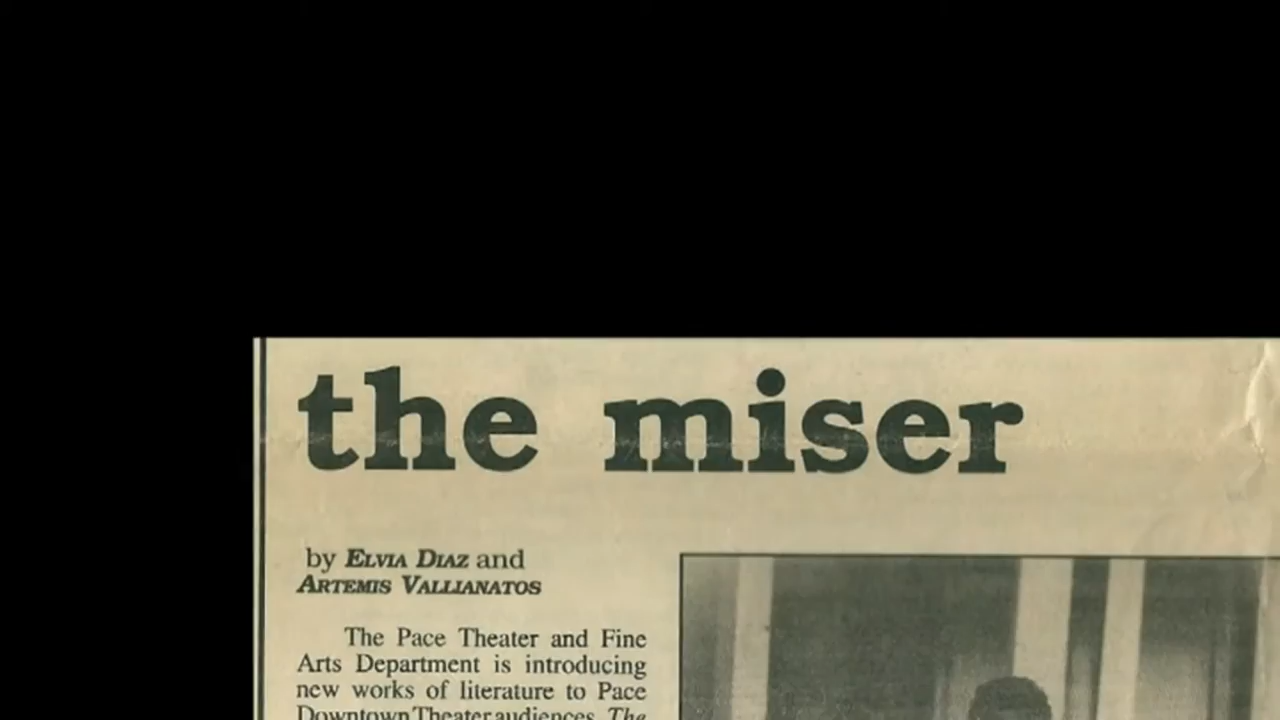 the miser
by ELVIA DIAZ and
ARTEMIS VALLIANATOS
The Pace Theater and Fine
Arts Department is introducing
new works of literature to Pace
Downtown Theater audiences. The